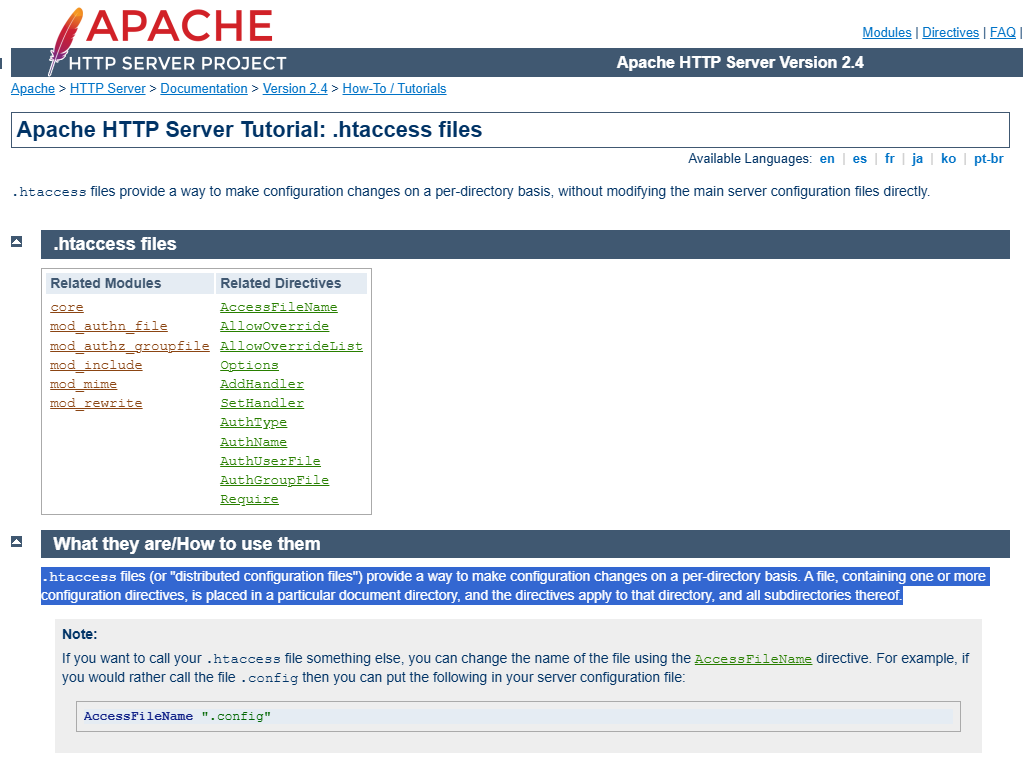 APACHE
HTTP SERVER PROJECT
Modules | Directives | FAQ |
Apache HTTP Server Version 2.4
Apache > HTTP Server > Documentation > Version 2.4 > How-To / Tutorials
Apache HTTP Server Tutorial: .htaccess files
Available Languages: en | es | fr | ja | ko | pt-br
.htaccess files provide a way to make configuration changes on a per-directory basis, without modifying the main server configuration files directly.
.htaccess files
Related Modules Related Directives
core AccessFileName
mod_authn_file AllowOverride
mod_authz_groupfile AllowOverrideList
mod_include Options
mod_mime AddHandler
mod_rewrite SetHandler
AuthType
AuthName
AuthUserFile
AuthGroupFile
Require
What they are/How to use them
.htaccess files (or "distributed configuration files") provide a way to make configuration changes on a per-directory basis. A file, containing one or more
configuration directives, is placed in a particular document directory, and the directives apply to that directory, and all subdirectories thereof.
Note:
If you want to call your .htaccess file something else, you can change the name of the file using the AccessFileName directive. For example, if
you would rather call the file .config then you can put the following in your server configuration file:
AccessFileName ".config"